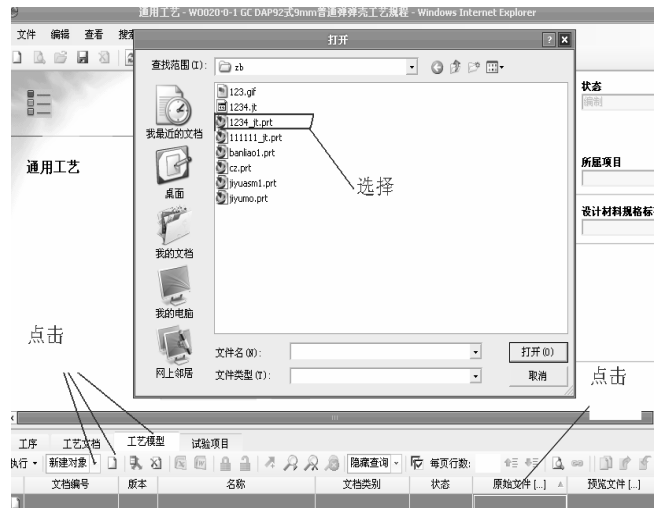 通用工艺 - W0020-0-1 GC DAP92式9mm普通弹弹壳工艺规程 - Windows Internet Explorer
文件 编辑 查看 搜索
打开
查找范围(I): zb
123.gif
1234.jt
1234_jt.prt
111111_jt.prt
banliao1.prt
cz.prt
jiyuasm1.prt
jiyumo.prt
我最近的文档
桌面
我的文档
我的电脑
网上邻居
选择
文件名(N):
打开(O)
文件类型(T):
取消
通用工艺
状态
编制
所属项目
设计材料规格标
点击
点击
工序 工艺文档 工艺模型 试验项目
执行 新建对象 隐藏查询 每页行数:
文档编号 版本 名称 文档类别 状态 原始文件 [...] 预览文件 [...]